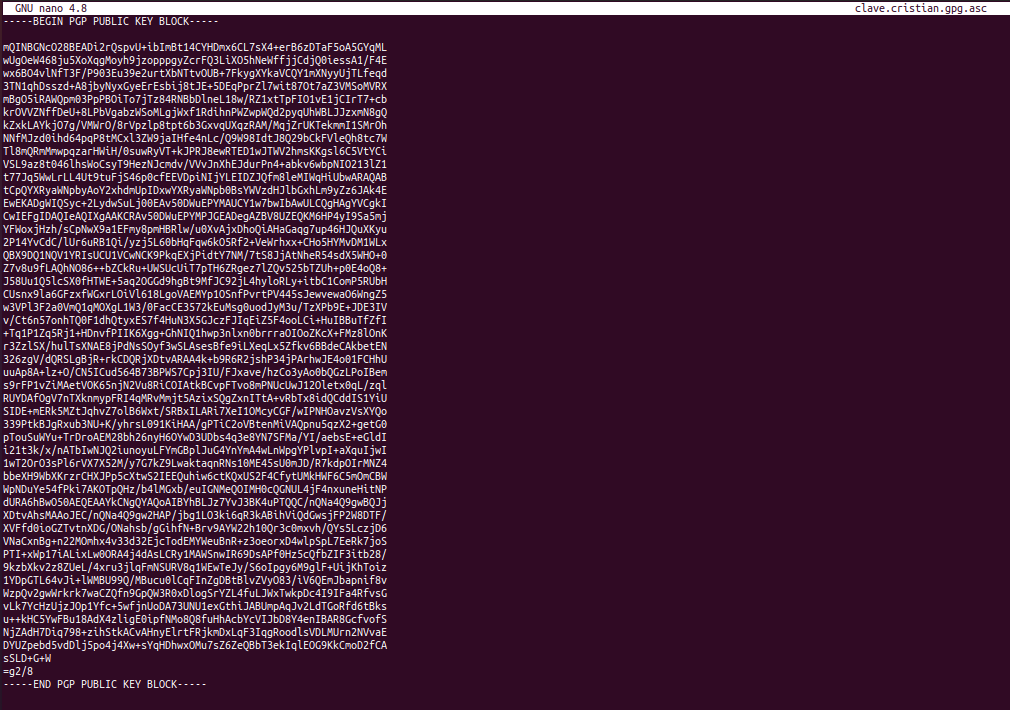 GNU nano 4.8 clave.cristian.gpg.asc
-----BEGIN PGP PUBLIC KEY BLOCK-----
mQINBGNcO28BEADi2rQspvU+ibImBt14CYHDmx6CL7sX4+erB6zDTaF5oA5GYqML
wUgOeW468ju5XoXqgMoyh9jzopppgyZcrFQ3LiXO5hNeWffjjCdjQ0iessA1/F4E
wx6BO4vlNfT3F/P903Eu39e2urtXbNTtvOUB+7FkygXYkaVCQY1mXNyyUjTLfeqd
3TN1qhDsszd+A8jbyNyxGyeErEsbij8tJE+5DEqPprZl7wit87Ot7aZ3VMSoMVRX
mBgO5iRAWQpm03PpPBOiTo7jTz84RNBbDlneL18w/RZ1xtTpFIO1vE1jCIrT7+cb
krOVVZNffDeU+8LPbVgabzWSoMLgjWxf1RdihnPWZwpWQd2pyqUhWBLJJzxmN8gQ
kZxkLAYkjO7g/VMWrO/8rVpzlp8tpt6b3GxvqUXqzRAM/MqjZrUKTekmmI1SMrOh
NNfMJzd0ihd64pqP8tMCxl3ZW9jaIHfe4nLc/Q9W98IdtJ8Q29bCkFVleQh8tc7W
Tl8mQRmMmwpqzarHWiH/0suwRyVT+kJPRJ8ewRTED1wJTWV2hmsKKgsl6C5VtYCi
VSL9az8t046lhsWoCsyT9HezNJcmdv/VVvJnXhEJdurPn4+abkv6wbpNIO213lZ1
t77Jq5WwLrLL4Ut9tuFjS46p0cfEEVDpiNIjYLEIDZJQfm8leMIWqHiUbwARAQAB
tCpQYXRyaWNpbyAoY2xhdmUpIDxwYXRyaWNpb0BsYWVzdHJlbGxhLm9yZz6JAk4E
EwEKADgWIQSyc+2LydwSuLj00EAv50DWuEPYMAUCY1w7bwIbAwULCQgHAgYVCgkI
CwIEFgIDAQIeAQIXgAAKCRAv50DWuEPYMPJGEADegAZBV8UZEQKM6HP4yI9Sa5mj
YFWoxjHzh/sCpNwX9a1EFmy8pmHBRlw/u0XvAjxDhoQiAHaGaqg7up46HJQuXKyu
2P14YvCdC/lUr6uRB1Qi/yzj5L60bHqFqw6kO5Rf2+VeWrhxx+CHo5HYMvDM1WLx
QBX9DQ1NQV1YRIsUCU1VCwNCK9PkqEXjPidtY7NM/7tS8JjAtNheR54sdX5WHO+0
Z7v8u9fLAQhNO86++bZCkRu+UWSUcUiT7pTH6ZRgez7lZQv525bTZUh+p0E4oQ8+
J58Uu1Q5lcSX0fHTWE+5aq2OGGd9hgBt9MfJC92jL4hyloRLy+itbC1ComP5RUbH
CUsnx9la6GFzxfWGxrLOiVl618LgoVAEMYp1OSnfPvrtPV445sJewvewaO6WngZ5
w3VPl3F2a0VmQ1qMOXgL1W3/0FacCE3572kEuMsg0uodJyM3u/TzXPb9E+JDE3IV
v/Ct6n57onhTQ0F1dhQtyxES7f4HuN3X5GJczFJIqEiZ5F4ooLCi+HuIBBuTfZfI
+Tq1P1Zq5Rj1+HDnvfPIIK6Xgg+GhNIQ1hwp3nlxn0brrraOIOoZKcX+FMz8lOnK
r3ZzlSX/hulTsXNAE8jPdNsSOyf3wSLAsesBfe9iLXeqLx5Zfkv6BBdeCAkbetEN
326zgV/dQRSLgBjR+rkCDQRjXDtvARAA4k+b9R6R2jshP34jPArhwJE4o01FCHhU
uuAp8A+lz+O/CN5ICud564B73BPWS7Cpj3IU/FJxave/hzCo3yAo0bQGzLPoIBem
s9rFP1vZiMAetVOK65njN2Vu8RiCOIAtkBCvpFTvo8mPNUcUwJ12Oletx0qL/zql
RUYDAfOgV7nTXknmypFRI4qMRvMmjt5AzixSQgZxnITtA+vRbTx8idQCddIS1YiU
SIDE+mERk5MZtJqhvZ7olB6Wxt/SRBxILARi7XeI1OMcyCGF/wIPNHOavzVsXYQo
339PtkBJgRxub3NU+K/yhrsL091KiHAA/gPTiC2oVBtenMiVAQpnu5qzX2+getG0
pTouSuWYu+TrDroAEM28bh26nyH6OYwD3UDbs4q3e8YN7SFMa/YI/aebsE+eGldI
i21t3k/x/nATbIwNJQ2iunoyuLFYmGBplJuG4YnYmA4wLnWpgYPlvpI+aXquIjwI
1wT2OrO3sPl6rVX7X52M/y7G7kZ9LwaktaqnRNs10ME45sU0mJD/R7kdpOIrMNZ4
bbeXH9WbXKrzrCHXJPp5cXtwS2IEEQuhiw6ctKQxUS2F4CfytUMkHWF6C5mOmCBW
WpNDuYe54fPki7AKOTpQHz/b4lMGxb/euIGNMeQOIMH0cQGNUL4jF4nxuneHitNP
dURA6hBwO50AEQEAAYkCNgQYAQoAIBYhBLJz7YvJ3BK4uPTQQC/nQNa4Q9gwBQJj
XDtvAhsMAAoJEC/nQNa4Q9gw2HAP/jbg1LO3ki6qR3kABihViQdGwsjFP2W8DTF/
XVFfd0ioGZTvtnXDG/ONahsb/gGihfN+Brv9AYW22h10Qr3c0mxvh/QYs5LczjD6
VNaCxnBg+n22MOmhx4v33d32EjcTodEMYWeuBnR+z3oeorxD4wlpSpL7EeRk7joS
PTI+xWp17iALixLw0ORA4j4dAsLCRy1MAWSnwIR69DsAPf0Hz5cQfbZIF3itb28/
9kzbXkv2z8ZUeL/4xru3jlqFmNSURV8q1WEwTeJy/S6oIpgy6M9glF+UijKhToiz
1YDpGTL64vJi+lWMBU99Q/MBucu0lCqFInZgDBtBlvZVyO83/iV6QEmJbapnif8v
WzpQv2gwWrkrk7waCZQfn9GpQW3R0xDlogSrYZL4fuLJWxTwkpDc4I9IFa4RfvsG
vLk7YcHzUjzJOp1Yfc+5wfjnUoDA73UNU1exGthiJABUmpAqJv2LdTGoRfd6tBks
u++kHC5YwFBu18AdX4zligE0ipfNMo8Q8fuHhAcbYcVIJbD8Y4enIBAR8GcfvofS
NjZAdH7Diq798+zihStkACvAHnyElrtFRjkmDxLqF3IqgRoodlsVDLMUrn2NVvaE
DYUZpebd5vdDlj5po4j4Xw+sYqHDhwxOMu7sZ6ZeQBbT3ekIqlEOG9KkCmoD2fCA
sSLD+G+W
=g2/8
-----END PGP PUBLIC KEY BLOCK-----